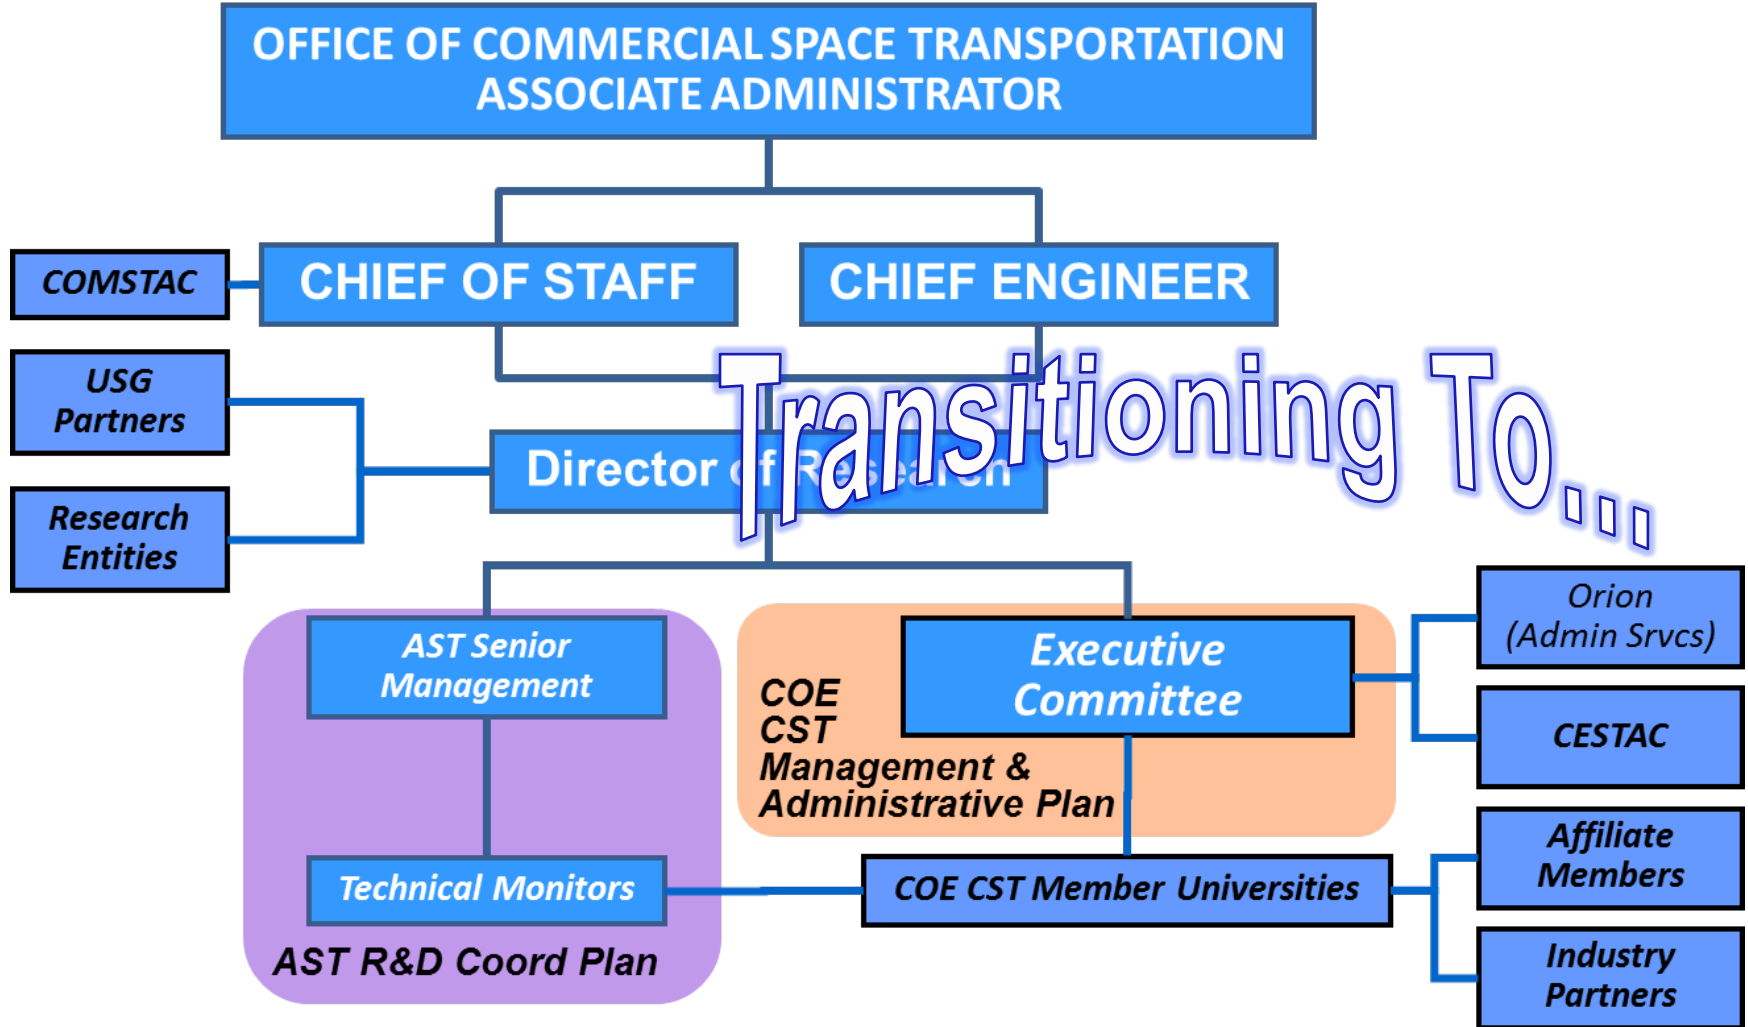 OFFICE OF COMMERCIAL SPACE TRANSPORTATION
ASSOCIATE ADMINISTRATOR
COMSTAC
CHIEF OF STAFF
CHIEF ENGINEER
USG
Partners
Transitioning To...
Director of Research
Research
Entities
AST Senior
Management
Executive
Committee
Orion
(Admin Srvcs)
COE
CST
Management &
Administrative Plan
CESTAC
Technical Monitors
COE CST Member Universities
Affiliate
Members
AST R&D Coord Plan
Industry
Partners